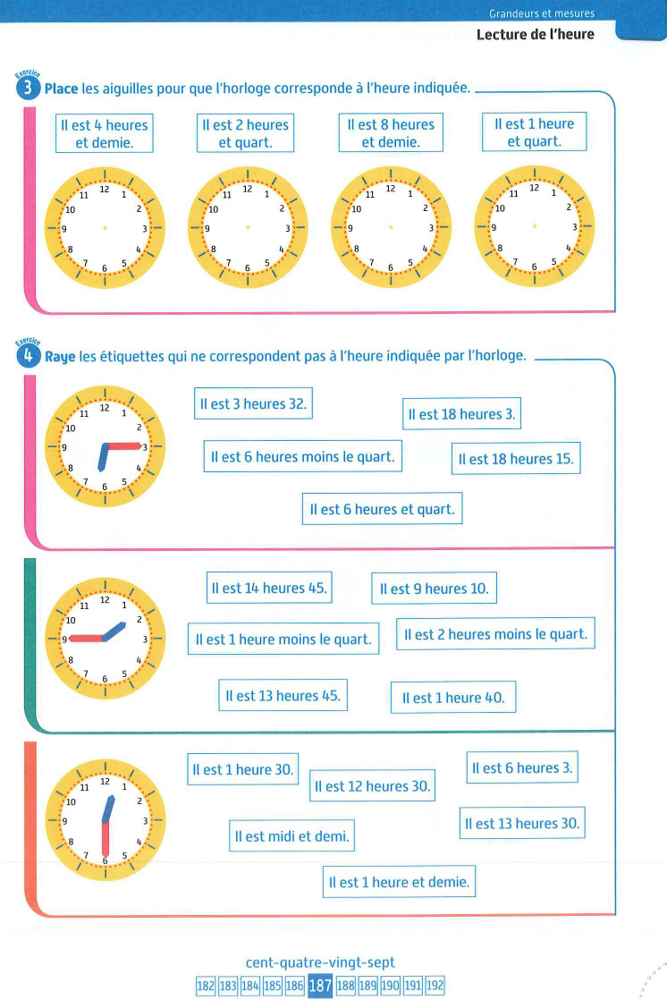 Grandeurs et mesures
Lecture de l'heure
Exercice
3 Place les aiguilles pour que l'horloge corresponde à l'heure indiquée.
Il est 4 heures
et demie.
Il est 2 heures
et quart.
Il est 8 heures
et demie.
Il est 1 heure
et quart.
12 1 2 3 4 5 6 7 8 9 10 11
12 1 2 3 4 5 6 7 8 9 10 11
12 1 2 3 4 5 6 7 8 9 10 11
12 1 2 3 4 5 6 7 8 9 10 11
Exercice
4 Raye les étiquettes qui ne correspondent pas à l'heure indiquée par l'horloge.
12 1 2 3 4 5 6 7 8 9 10 11
Il est 3 heures 32.
Il est 18 heures 3.
Il est 6 heures moins le quart.
Il est 18 heures 15.
Il est 6 heures et quart.
12 1 2 3 4 5 6 7 8 9 10 11
Il est 14 heures 45.
Il est 9 heures 10.
Il est 1 heure moins le quart.
Il est 2 heures moins le quart.
Il est 13 heures 45.
Il est 1 heure 40.
12 1 2 3 4 5 6 7 8 9 10 11
Il est 1 heure 30.
Il est 12 heures 30.
Il est 6 heures 3.
Il est midi et demi.
Il est 13 heures 30.
Il est 1 heure et demie.
cent-quatre-vingt-sept
182 183 184 185 186 187 188 189 190 191 192